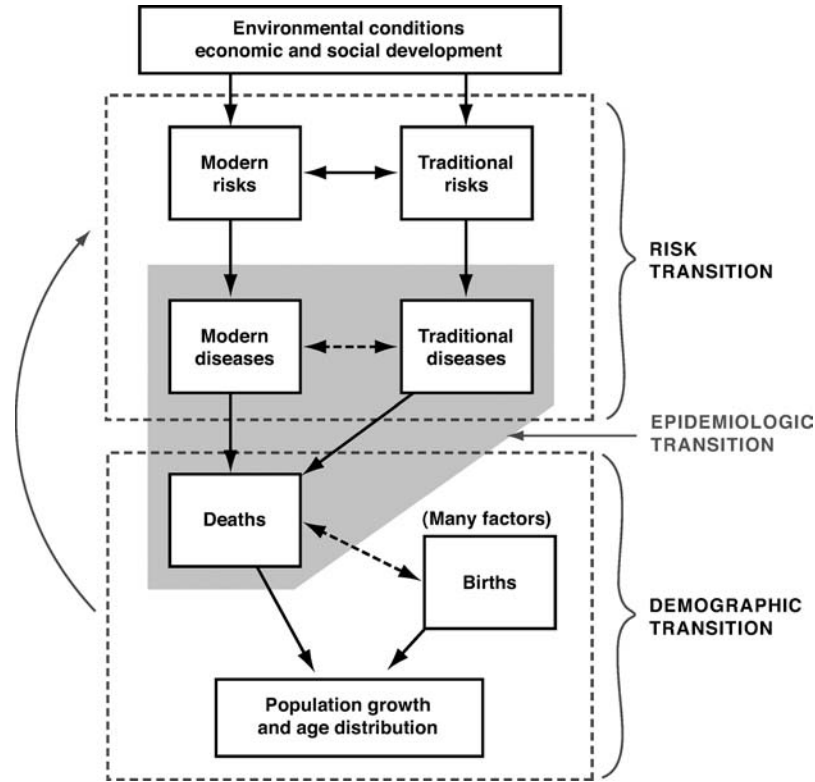 Environmental conditions
economic and social development
Modern
risks
Traditional
risks
RISK
TRANSITION
Modern
diseases
Traditional
diseases
EPIDEMIOLOGIC
TRANSITION
Deaths
(Many factors)
Births
DEMOGRAPHIC
TRANSITION
Population growth
and age distribution